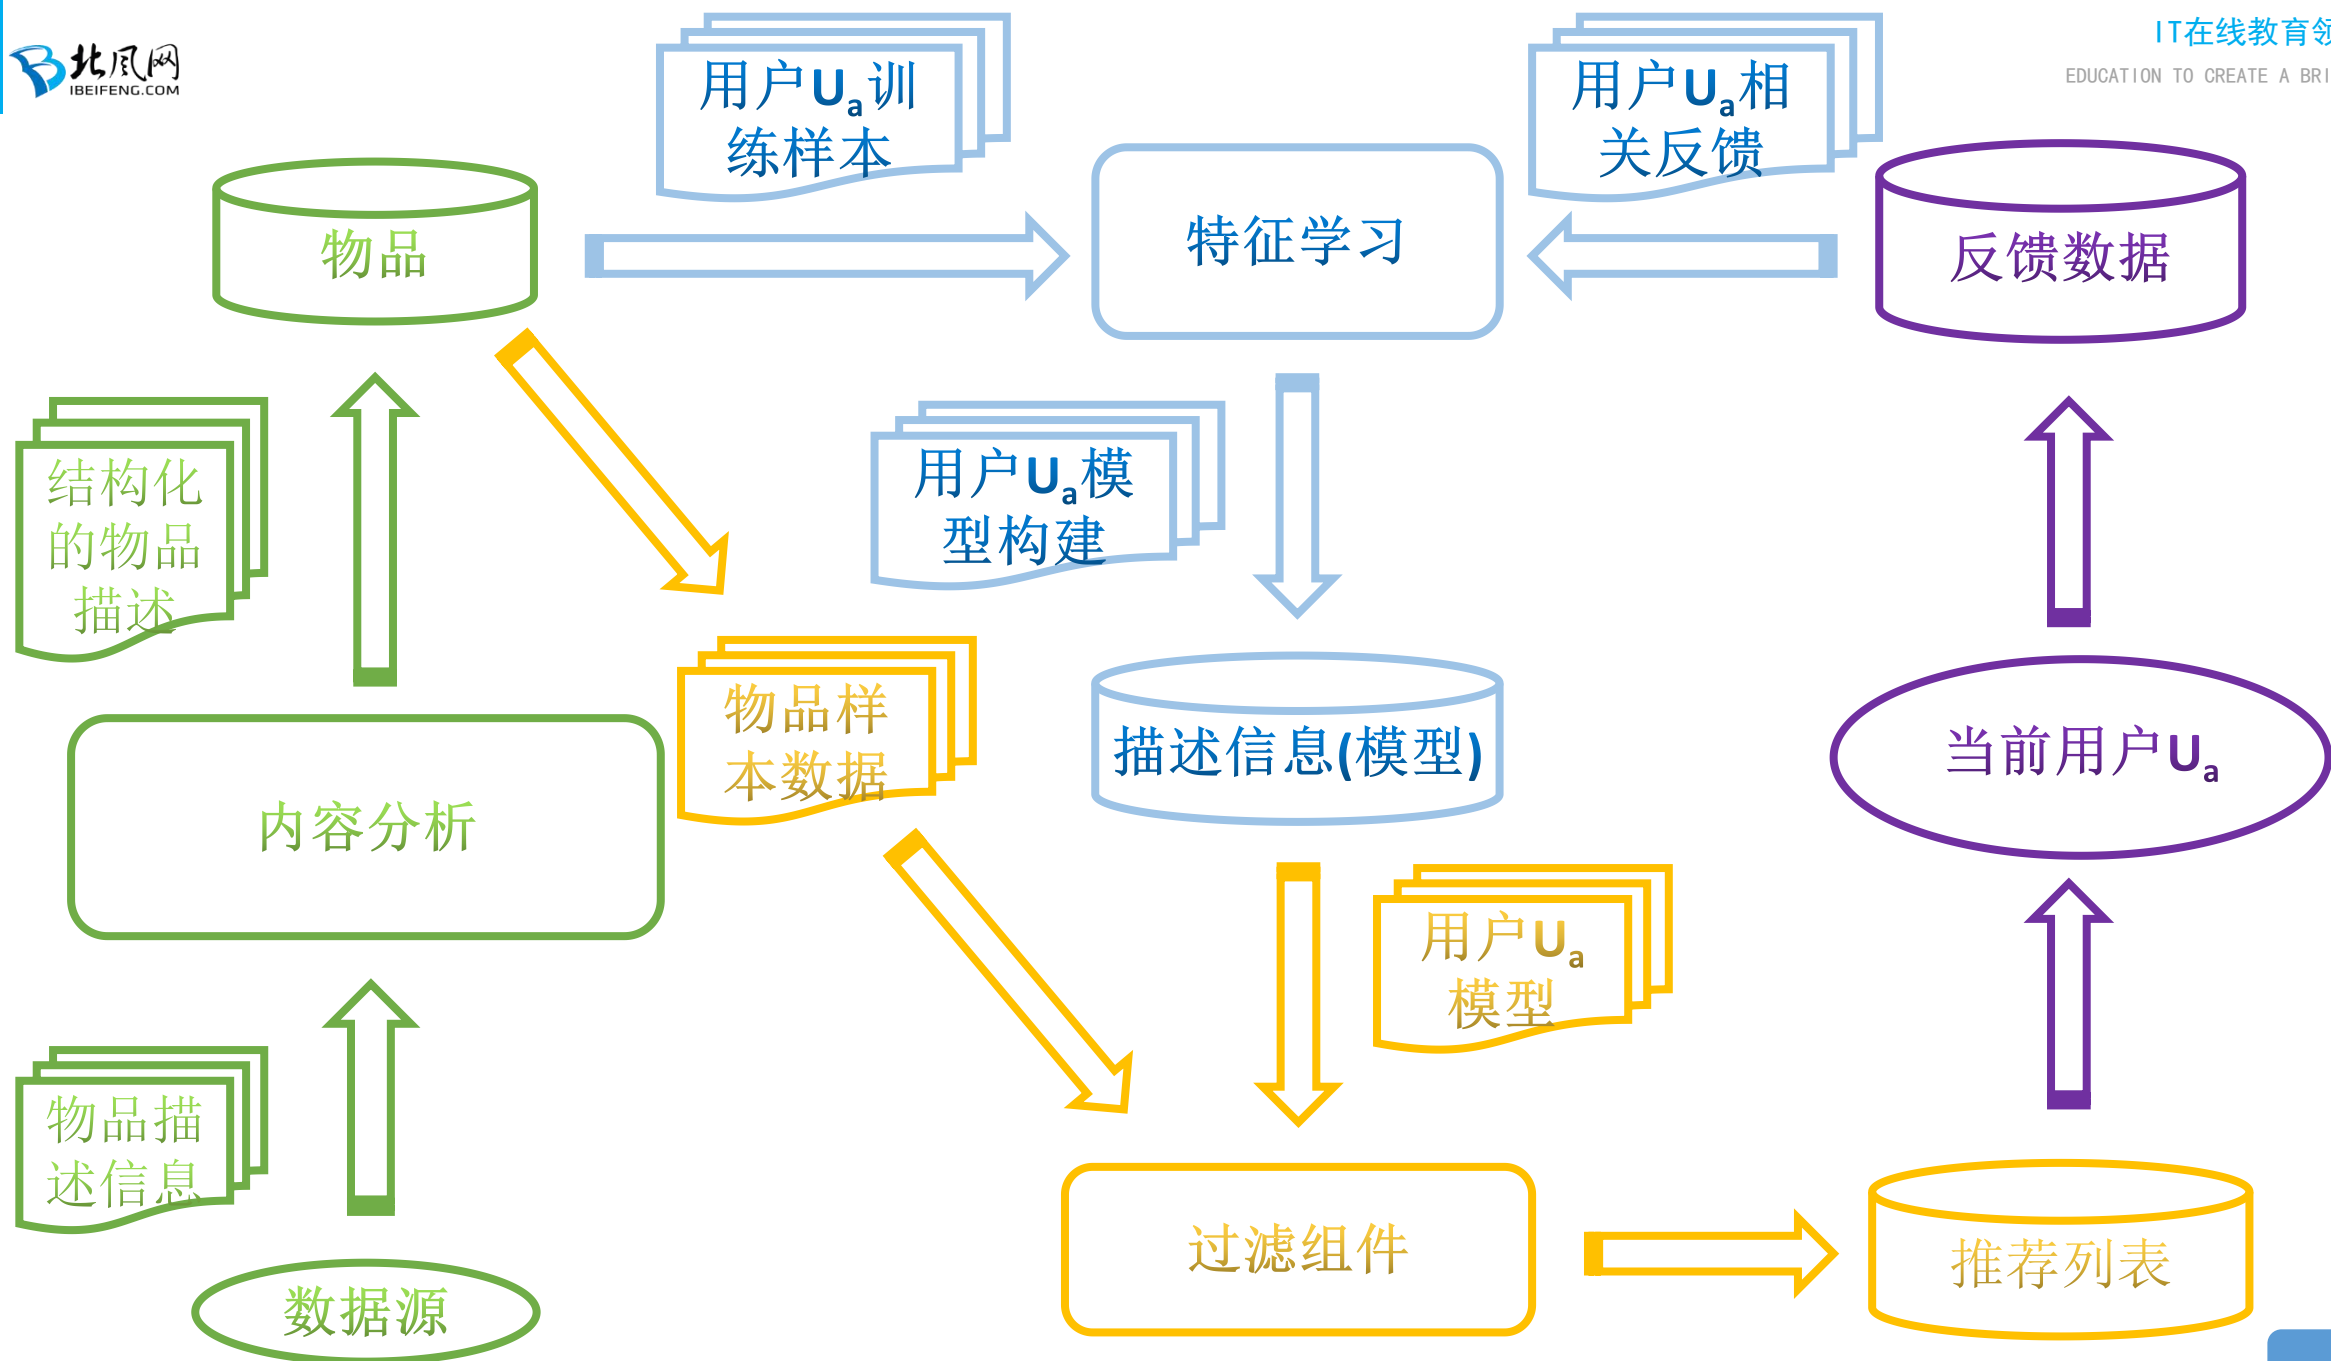 北风网
IBEIFENG.COM
IT在线教育领
EDUCATION TO CREATE A BRI
用户Ua训
练样本
用户Ua相
关反馈
物品
特征学习
反馈数据
结构化
的物品
描述
用户Ua模
型构建
物品样
本数据
描述信息(模型)
当前用户Ua
内容分析
用户Ua
模型
物品描
述信息
过滤组件
推荐列表
数据源